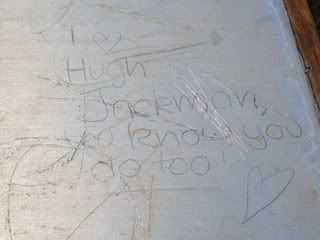 I ♡
Hugh
Jackman,
you know you
do too!